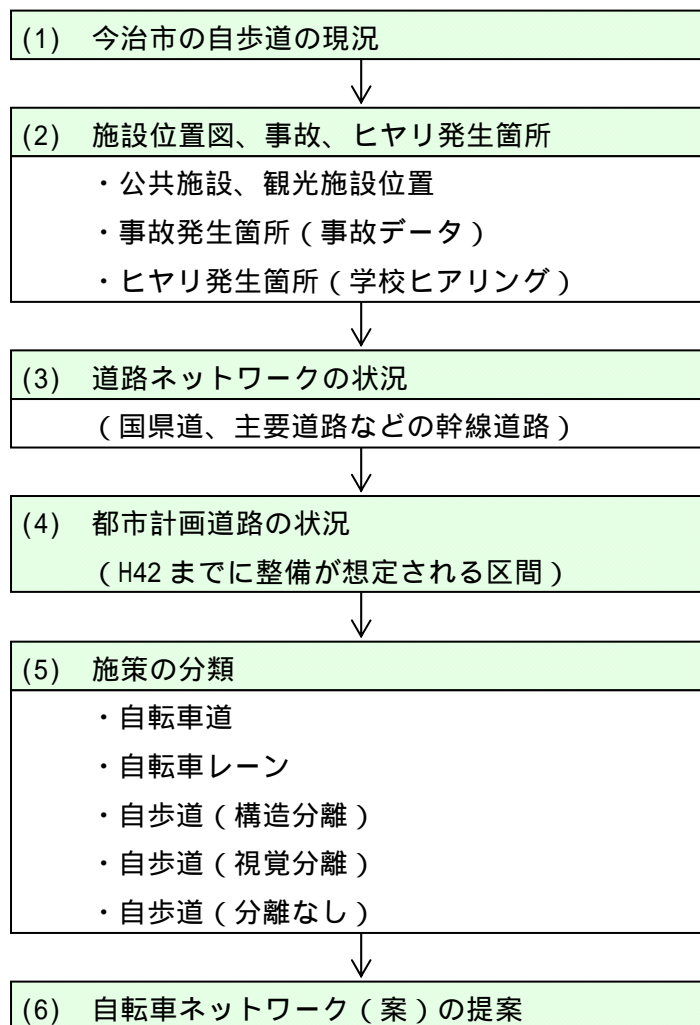 (1) 今治市の自歩道の現況
(2) 施設位置図、事故、ヒヤリ発生箇所
・公共施設、観光施設位置
・事故発生箇所（事故データ）
・ヒヤリ発生箇所（学校ヒアリング）
(3) 道路ネットワークの状況
（国県道、主要道路などの幹線道路）
(4) 都市計画道路の状況
（H42 までに整備が想定される区間）
(5) 施策の分類
・自転車道
・自転車レーン
・自歩道（構造分離）
・自歩道（視覚分離）
・自歩道（分離なし）
(6) 自転車ネットワーク（案）の提案